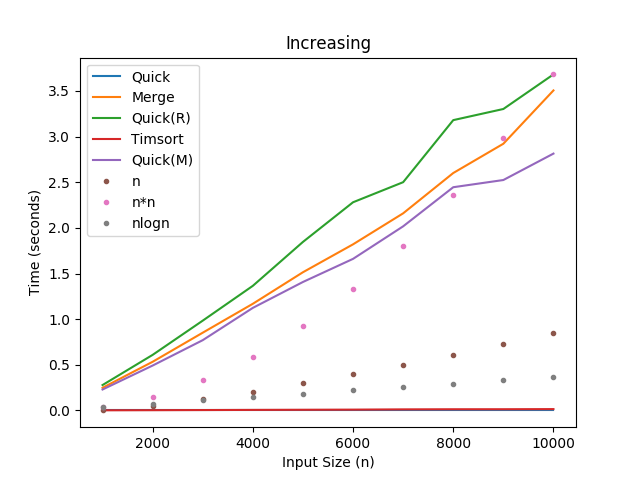 Increasing
Time (seconds)
3.5
3.0
2.5
2.0
1.5
1.0
0.5
0.0
Quick
Merge
Quick(R)
Timsort
Quick(M)
n
n*n
nlogn
2000 4000 6000 8000 10000
Input Size (n)